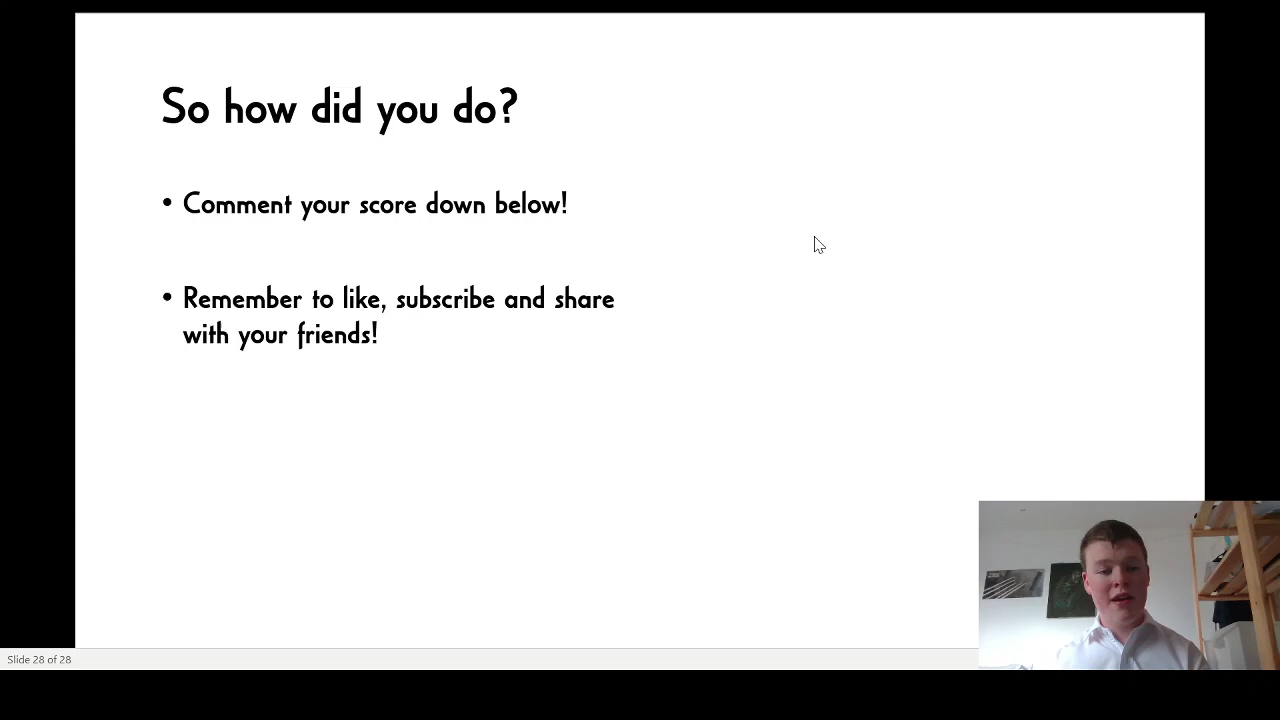 So how did you do?
• Comment your score down below!
• Remember to like, subscribe and share
with your friends!
Slide 28 of 28